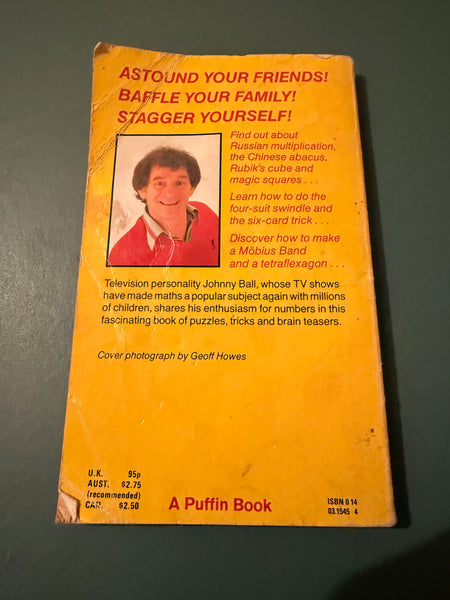 ASTOUND YOUR FRIENDS!
BAFFLE YOUR FAMILY!
STAGGER YOURSELF!
Find out about
Russian multiplication,
the Chinese abacus,
Rubik's cube and
magic squares . . .
Learn how to do the
four-suit swindle and
the six-card trick . . .
Discover how to make
a Möbius Band
and a tetraflexagon . . .
Television personality Johnny Ball, whose TV shows
have made maths a popular subject again with millions
of children, shares his enthusiasm for numbers in this
fascinating book of puzzles, tricks and brain teasers.
Cover photograph by Geoff Howes
U.K. 95p
AUST. $2.75
(recommended)
CAN. $2.50
A Puffin Book
ISBN 0 14
03.1545 4